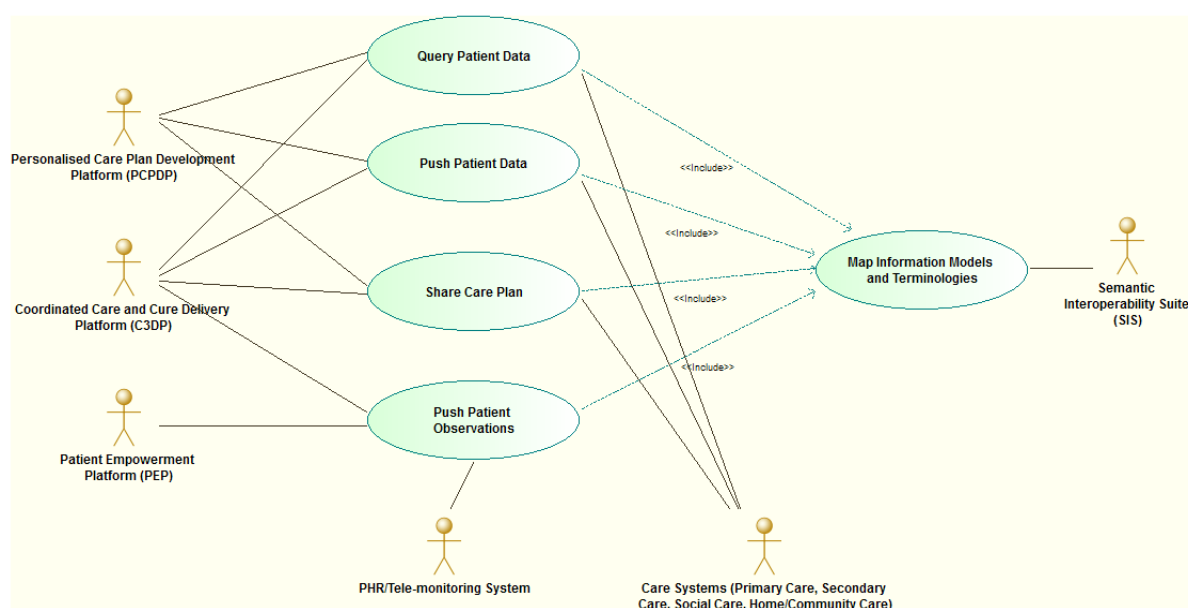 Query Patient Data
Personalised Care Plan Development
Platform (PCPDP)
Push Patient Data
<<Include>>
<<Include>>
Map Information Models
and Terminologies
Semantic
Interoperability Suite
(SIS)
Coordinated Care and Cure Delivery
Platform (C3DP)
Share Care Plan
<<Include>>
<<Include>>
Push Patient
Observations
Patient Empowerment
Platform (PEP)
PHR/Tele-monitoring System
Care Systems (Primary Care, Secondary
Care, Social Care, Home/Community Care)